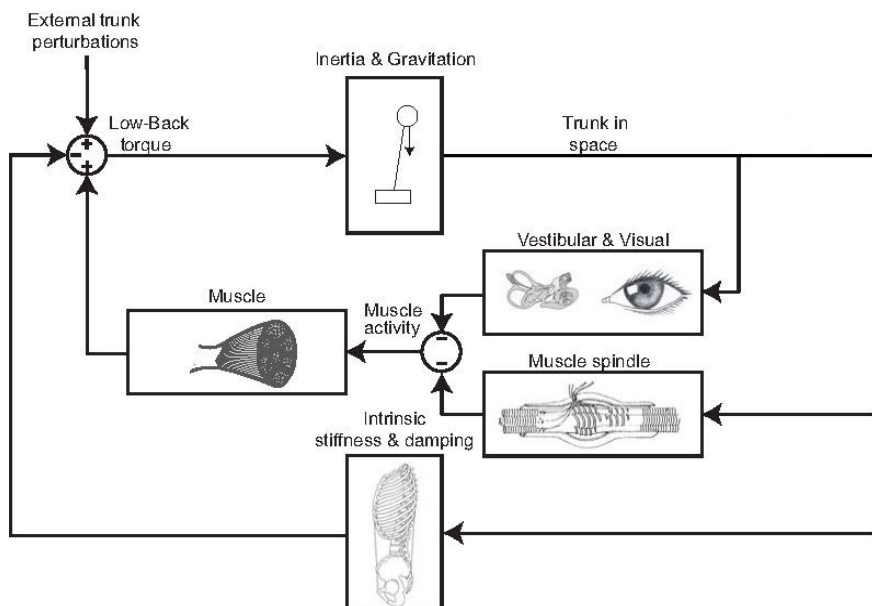 External trunk
perturbations
Inertia & Gravitation
Low-Back
torque
Trunk in
space
+
-
+
Vestibular & Visual
Muscle
Muscle
activity
-
-
Muscle spindle
Intrinsic
stiffness & damping